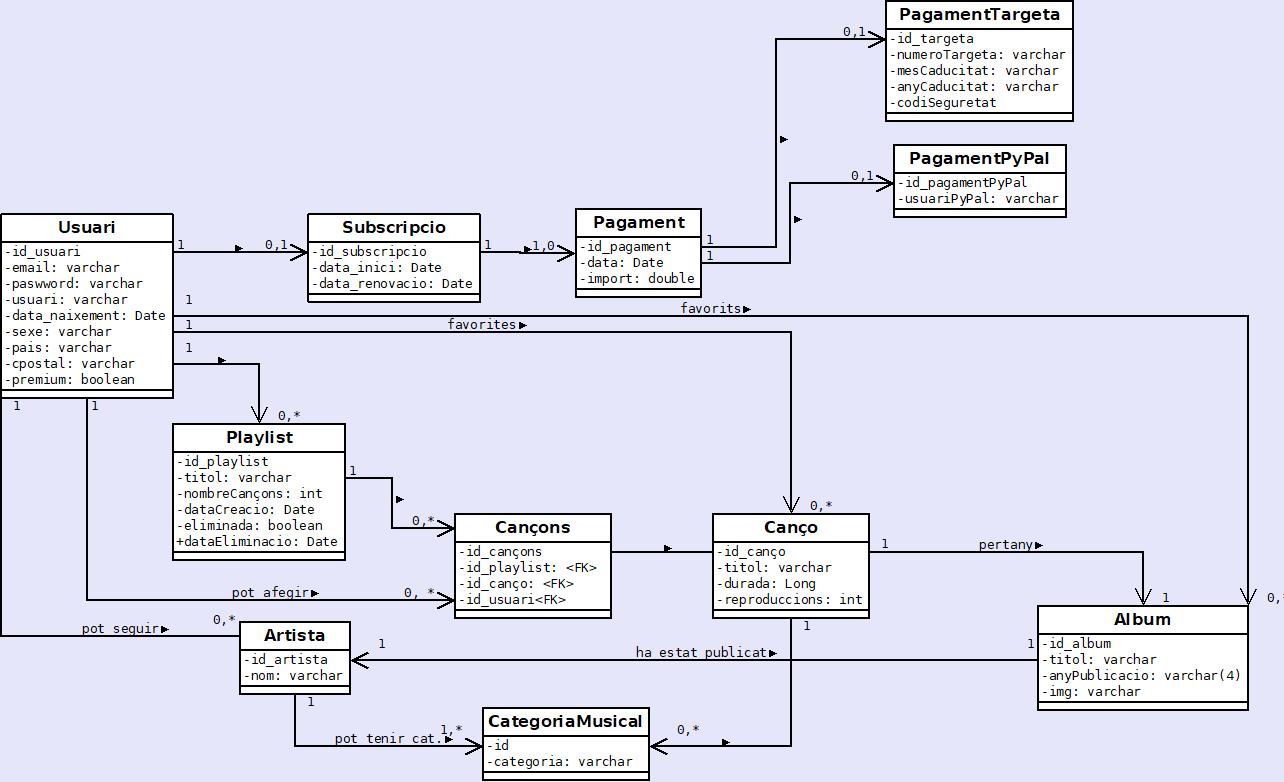 PagamentTargeta
-id_targeta
-numeroTargeta: varchar
-mesCaducitat: varchar
-anyCaducitat: varchar
-codiSeguretat
0,1
PagamentPyPal
-id_pagamentPyPal
-usuariPyPal: varchar
0,1
Usuari
-id_usuari
-email: varchar
-paswword: varchar
-usuari: varchar
-data_naixement: Date
-sexe: varchar
-pais: varchar
-cpostal: varchar
-premium: boolean
1
0,1
Subscripcio
-id_subscripcio
-data_inici: Date
-data_renovacio: Date
1
1,0
Pagament
-id_pagament
-data: Date
-import: double
1
1
1
favorits
1
favorites
1
1
1
0,*
Playlist
-id_playlist
-titol: varchar
-nombreCançons: int
-dataCreacio: Date
-eliminada: boolean
+dataEliminacio: Date
1
0,*
Cançons
-id_cançons
-id_playlist: <FK>
-id_canço: <FK>
-id_usuari<FK>
pot afegir
0, *
0,*
Canço
-id_canço
-titol: varchar
-durada: Long
-reproduccions: int
1
pertany
1
0,
Album
-id_album
-titol: varchar
-anyPublicacio: varchar(4)
-img: varchar
pot seguir
0,*
Artista
-id_artista
-nom: varchar
1
ha estat publicat
1
1
1
pot tenir cat.
1,*
CategoriaMusical
-id
-categoria: varchar
0,*